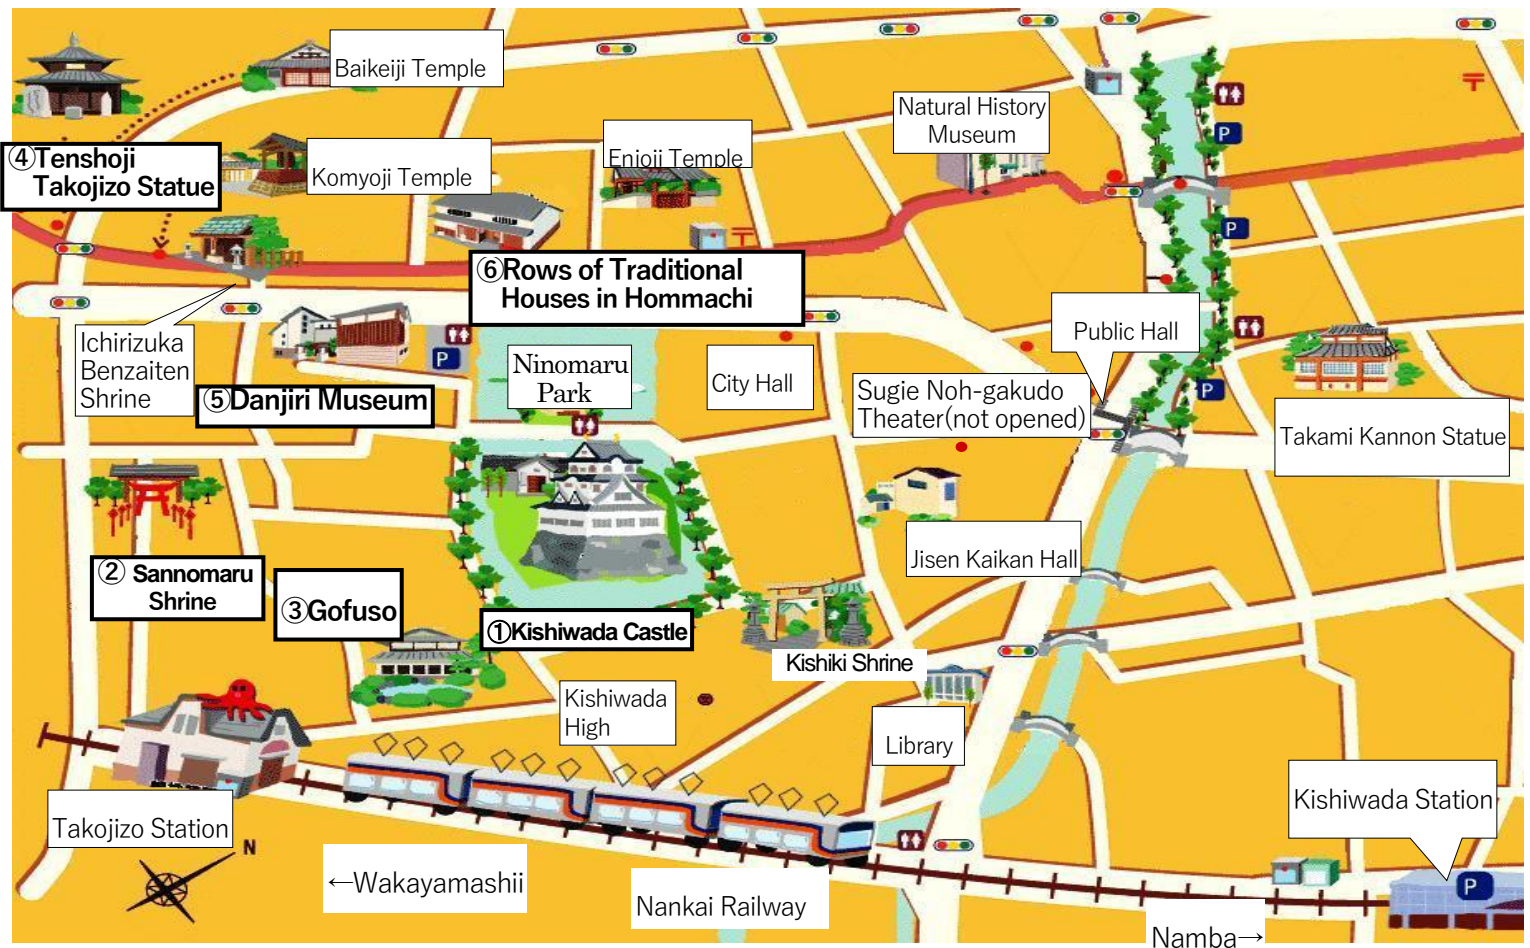 Baikeiji Temple
Natural History
Museum
④Tenshoji
Takojizo Statue
Komyoji Temple
Enjoji Temple
P
P
⑥Rows of Traditional
Houses in Hommachi
Ichirizuka
Benzaiten
Shrine
P
Ninomaru
Park
City Hall
Public Hall
Sugie Noh-gakudo
Theater(not opened)
P
⑤Danjiri Museum
Takami Kannon Statue
Jisen Kaikan Hall
② Sannomaru
Shrine
③Gofuso
①Kishiwada Castle
Kishiki Shrine
Kishiwada
High
Library
Takojizo Station
Kishiwada Station
N
←Wakayamashii
Nankai Railway
P
Namba→